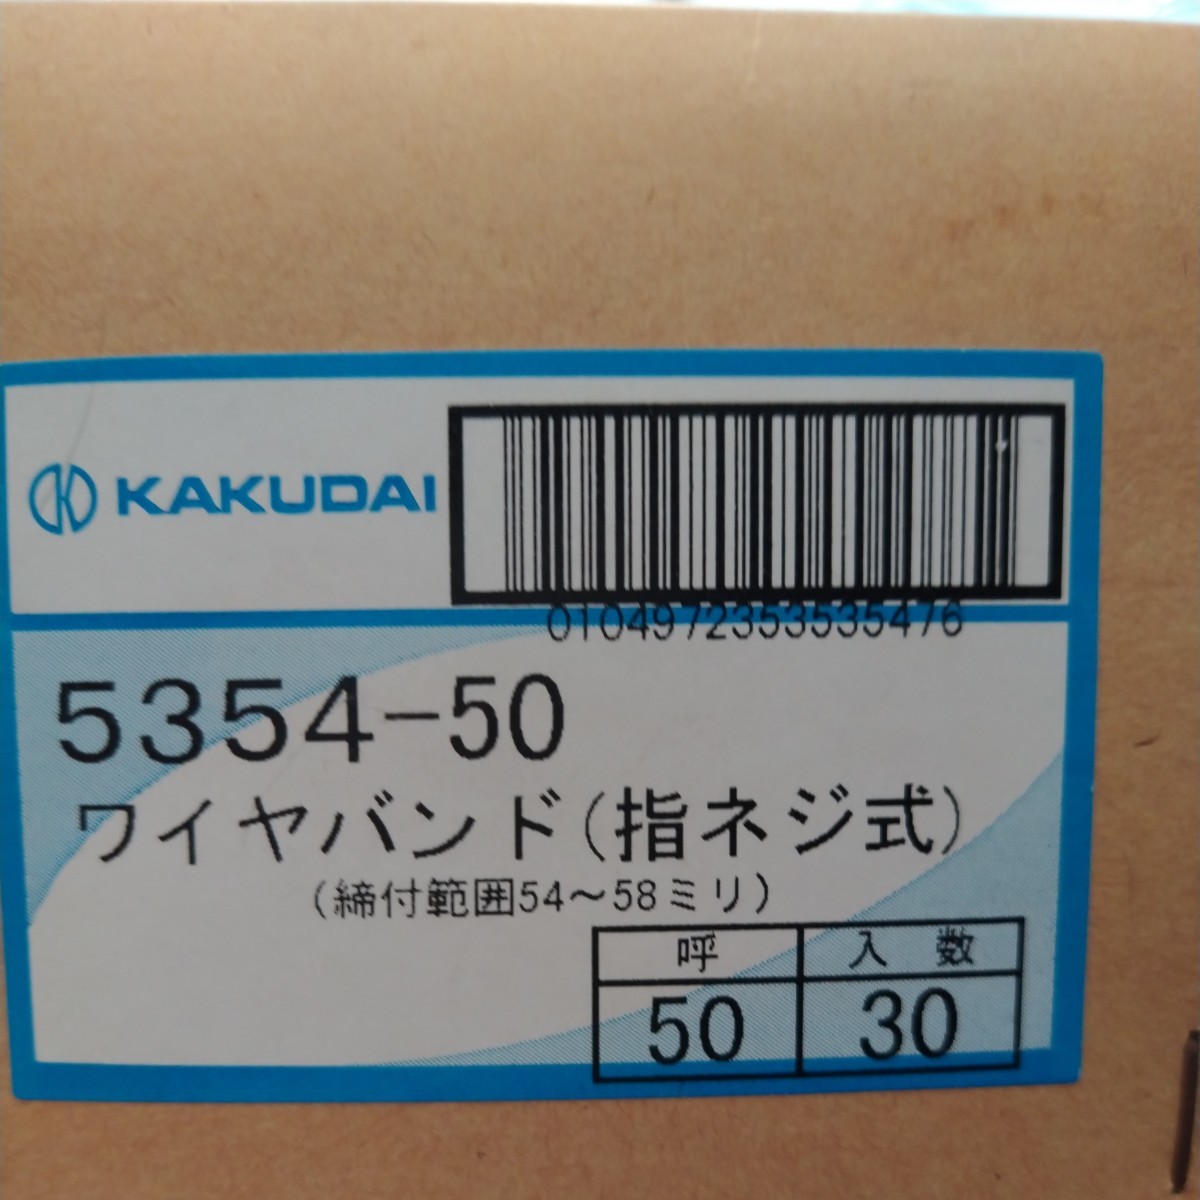 KAKUDAI
0104972353535476
5354-50
ワイヤバンド(指ネジ式)
(締付範囲54~58ミリ)
呼 入数
50 30